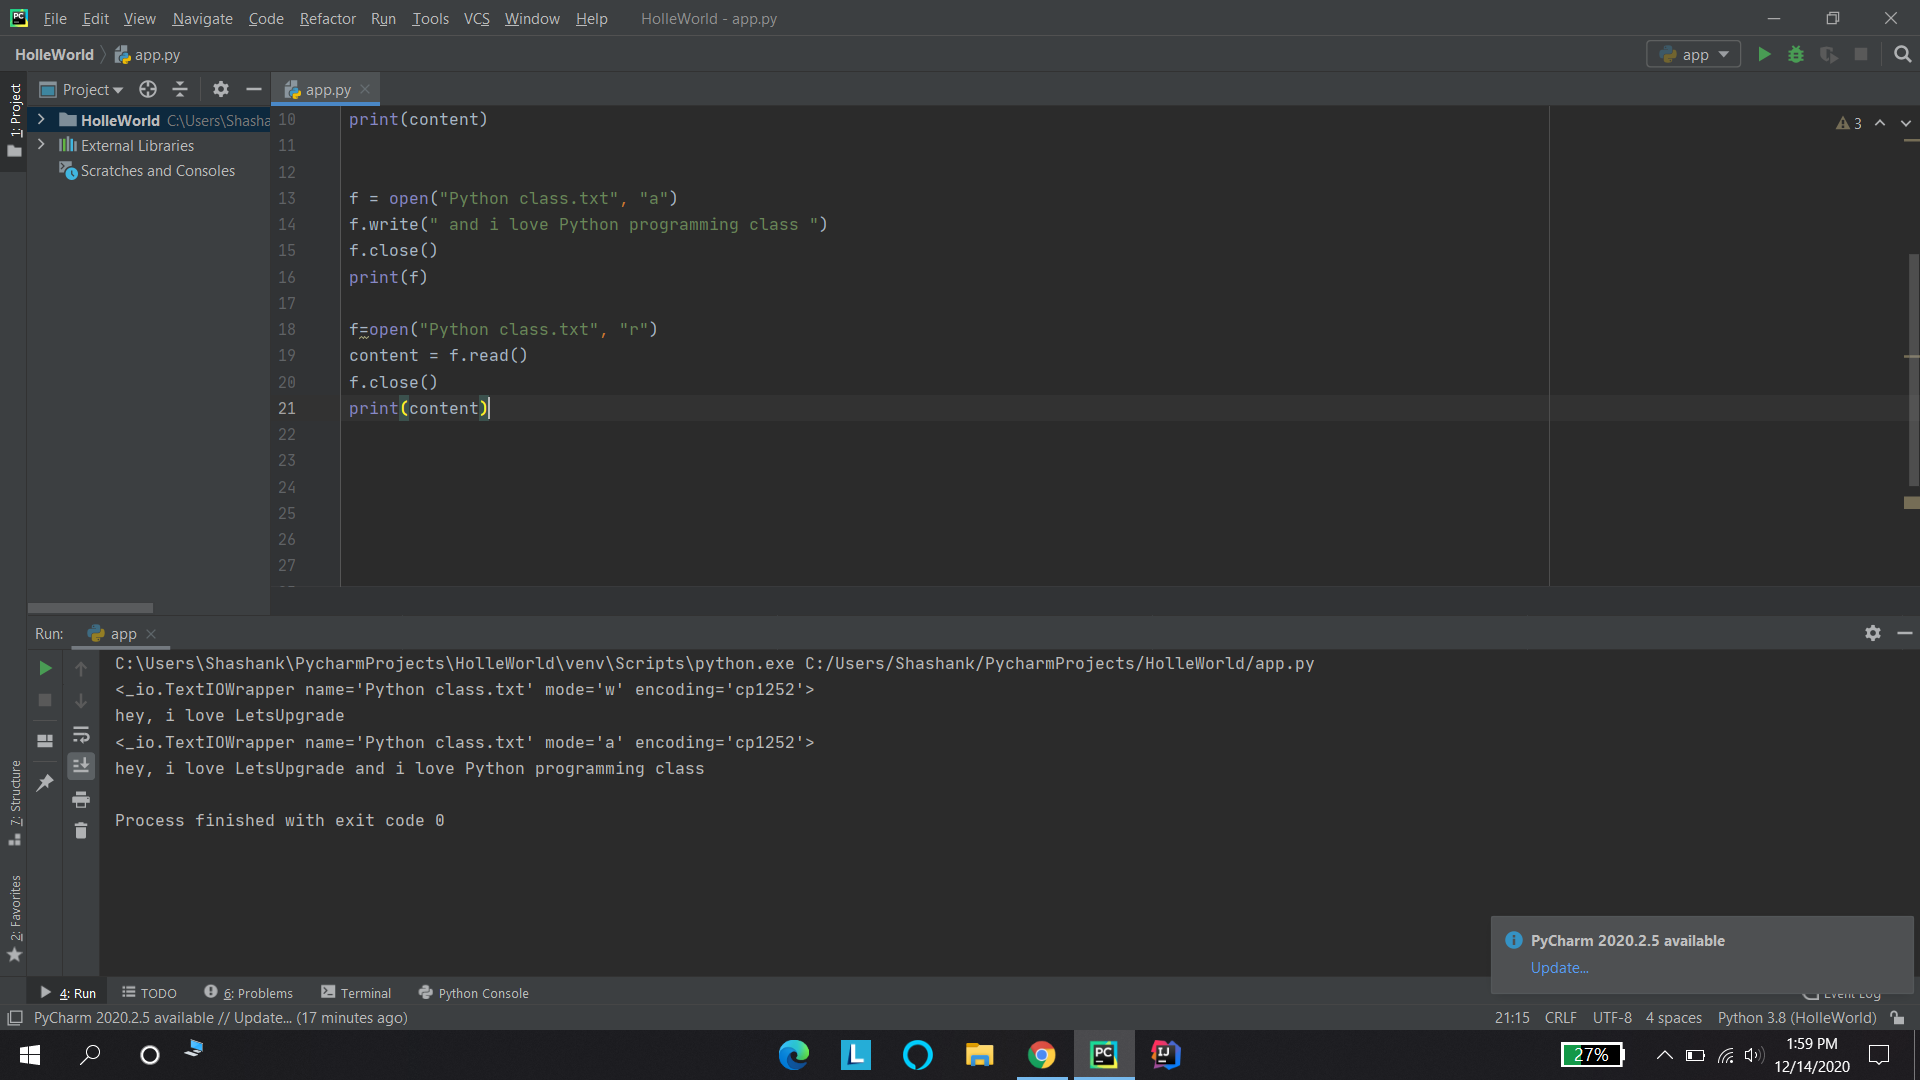 File Edit View Navigate Code Refactor Run Tools VCS Window Help HolleWorld - app.py
HolleWorld app.py app
1: Project
Project app.py
HolleWorld C:\Users\Shasha
External Libraries
Scratches and Consoles
3
10 print(content)
11
12
13 f = open("Python class.txt", "a")
14 f.write(" and i love Python programming class ")
15 f.close()
16 print(f)
17
18 f=open("Python class.txt", "r")
19 content = f.read()
20 f.close()
21 print(content)
22
23
24
25
26
27
Run: app
C:\Users\Shashank\PycharmProjects\HolleWorld\venv\Scripts\python.exe C:/Users/Shashank/PycharmProjects/HolleWorld/app.py
<_io.TextIOWrapper name='Python class.txt' mode='w' encoding='cp1252'>
hey, i love LetsUpgrade
<_io.TextIOWrapper name='Python class.txt' mode='a' encoding='cp1252'>
hey, i love LetsUpgrade and i love Python programming class
Process finished with exit code 0
7: Structure
2: Favorites
PyCharm 2020.2.5 available
Update...
4: Run TODO 6: Problems Terminal Python Console Event Log
PyCharm 2020.2.5 available // Update... (17 minutes ago) 21:15 CRLF UTF-8 4 spaces Python 3.8 (HolleWorld)
L PC IJ 27% 1:59 PM
12/14/2020